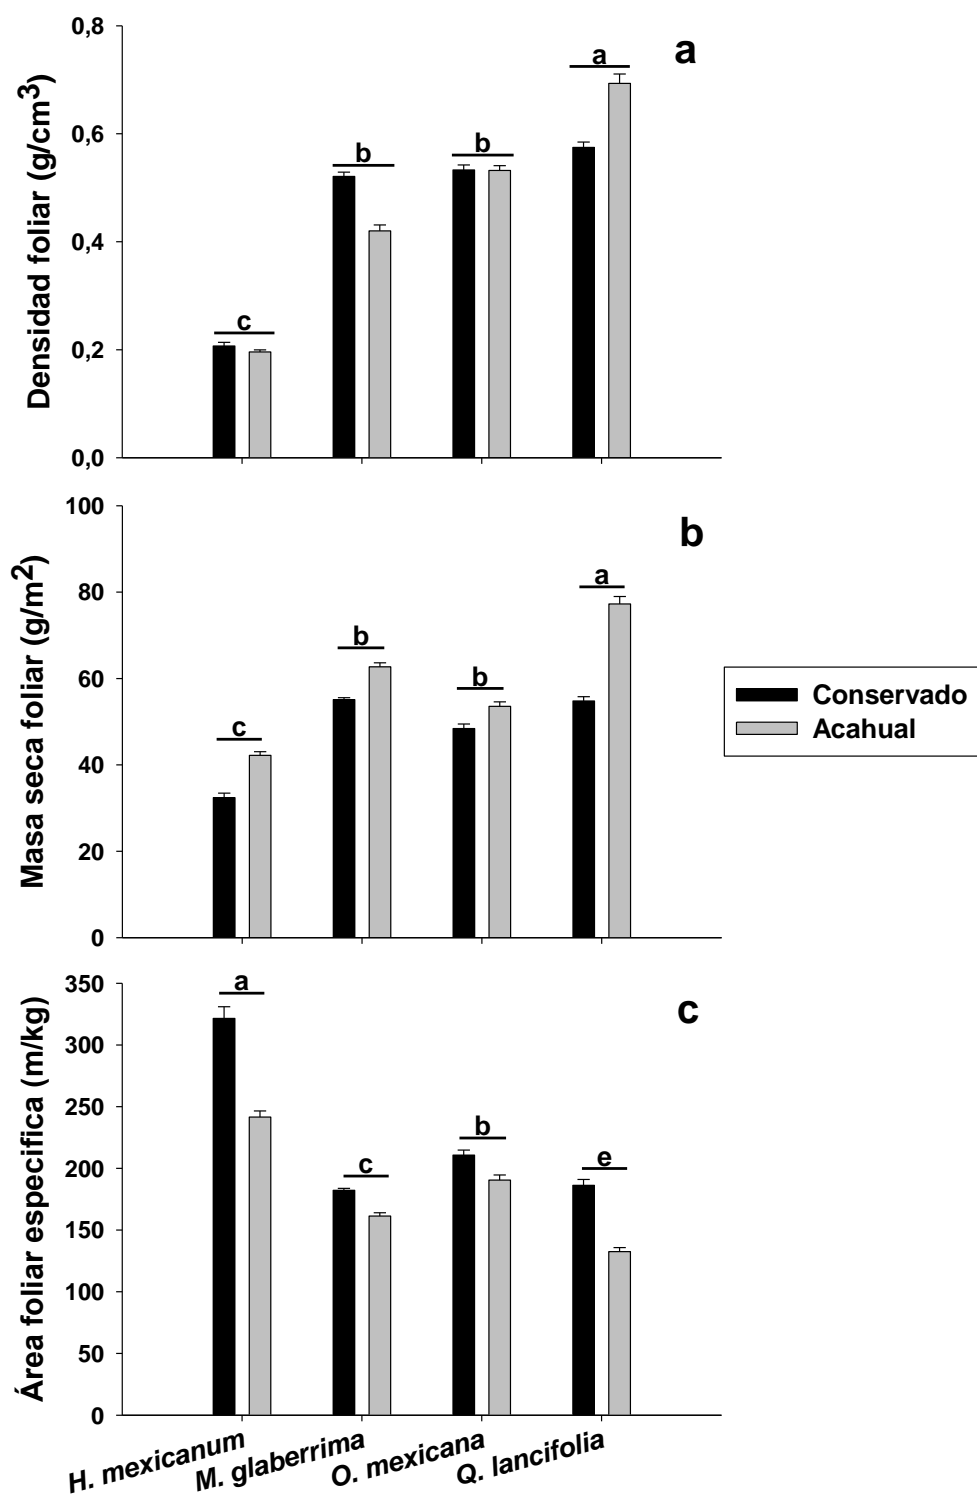 0,8
a
a
Densidad foliar (g/cm3)
0,6
b
b
0,4
c
0,2
0,0
100
b
a
Masa seca foliar (g/m2)
80
b
b
60
c
40
20
0
Conservado
Acahual
350
a
c
Área foliar especifica (m/kg)
300
250
b
200
c
e
150
100
50
0
H. mexicanum
M. glaberrima
O. mexicana
Q. lancifolia